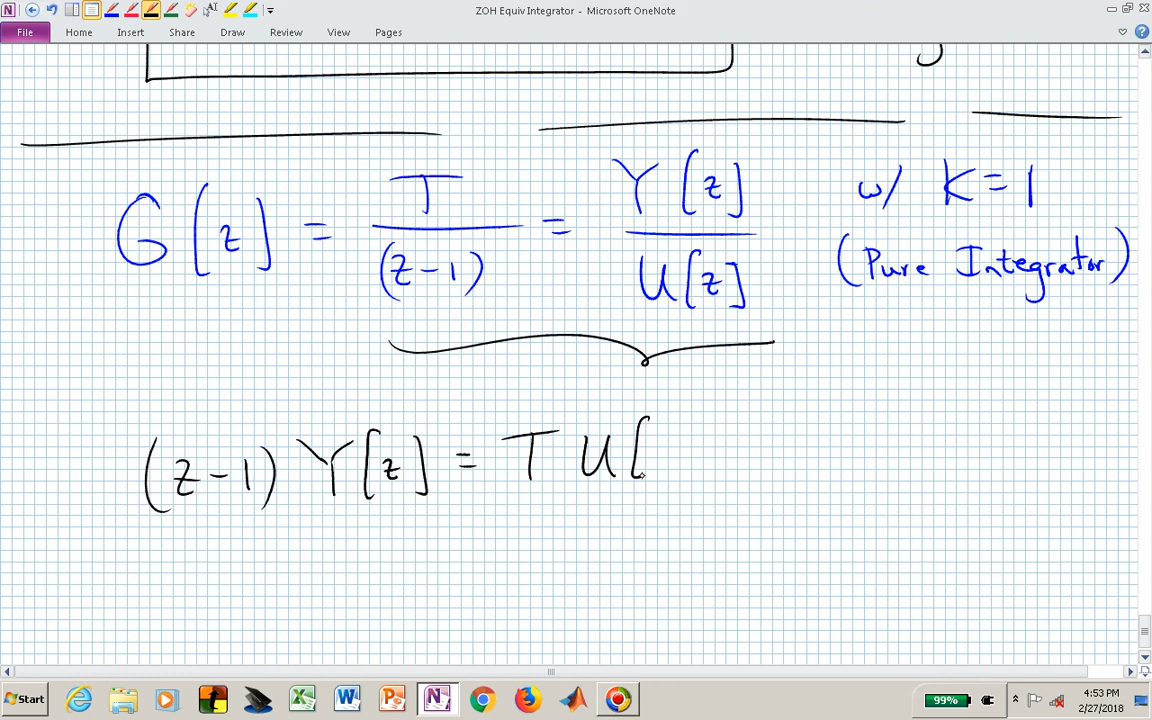 ZOH Equiv Integrator - Microsoft OneNote
File Home Insert Share Draw Review View Pages
G[z] = T/(z-1) = Y[z]/U[z] w/ K=1
(Pure Integrator)
(z-1) Y[z] = T U[
Start 99% 4:53 PM
2/27/2018